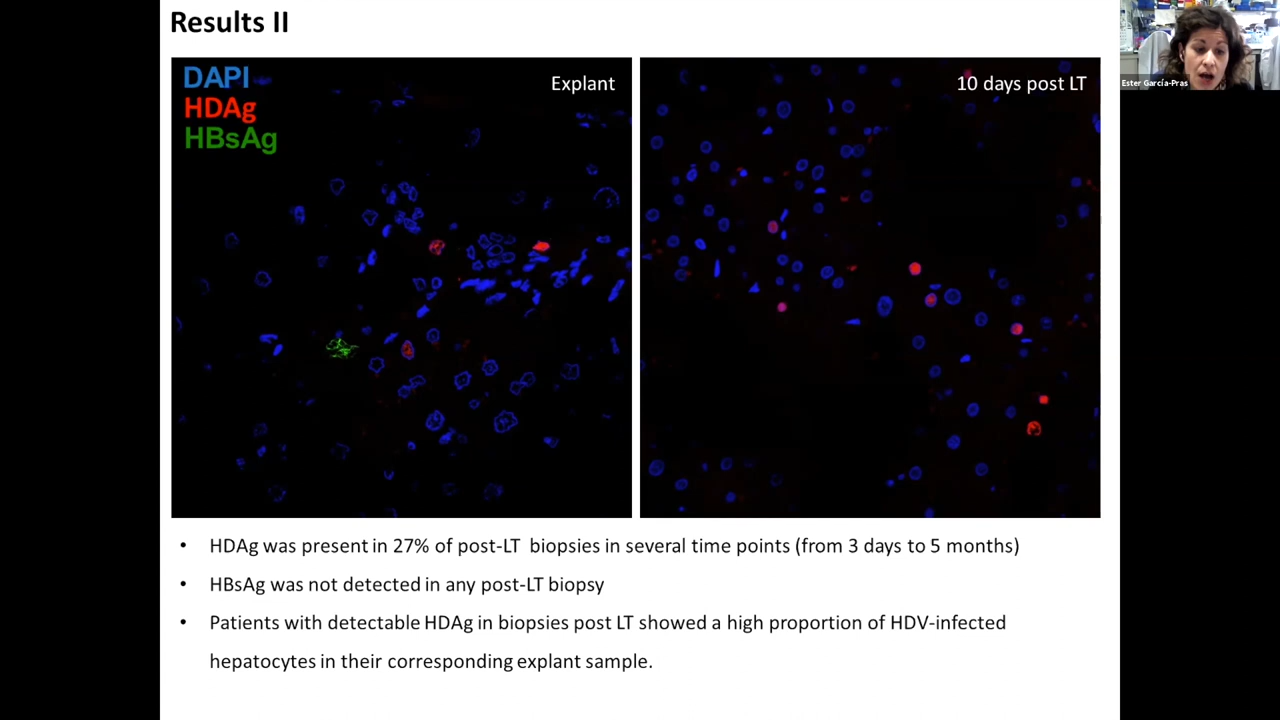 Results II
DAPI
HDAg
HBsAg
Explant
10 days post LT
Ester García-Pras
• HDAg was present in 27% of post-LT biopsies in several time points (from 3 days to 5 months)
• HBsAg was not detected in any post-LT biopsy
• Patients with detectable HDAg in biopsies post LT showed a high proportion of HDV-infected
hepatocytes in their corresponding explant sample.